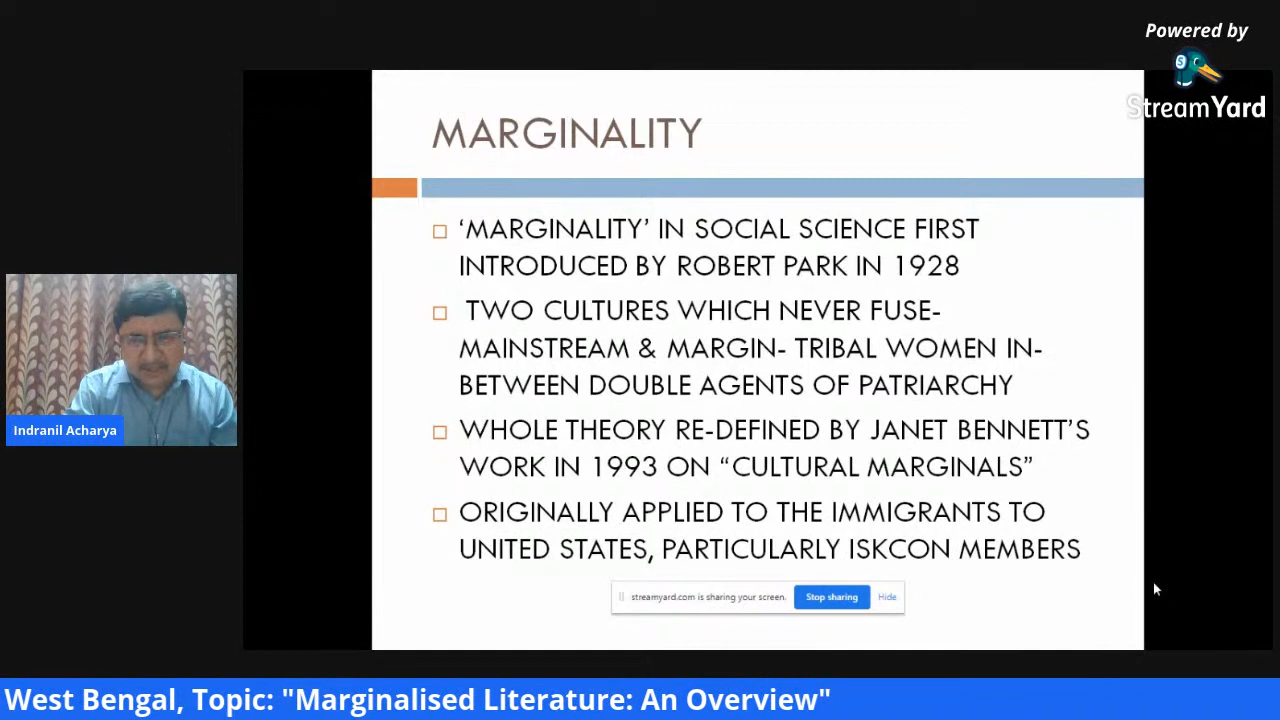 Powered by
StreamYard
MARGINALITY
‘MARGINALITY’ IN SOCIAL SCIENCE FIRST
INTRODUCED BY ROBERT PARK IN 1928
TWO CULTURES WHICH NEVER FUSE-
MAINSTREAM & MARGIN- TRIBAL WOMEN IN-
BETWEEN DOUBLE AGENTS OF PATRIARCHY
WHOLE THEORY RE-DEFINED BY JANET BENNETT’S
WORK IN 1993 ON “CULTURAL MARGINALS”
ORIGINALLY APPLIED TO THE IMMIGRANTS TO
UNITED STATES, PARTICULARLY ISKCON MEMBERS
streamyard.com is sharing your screen. Stop sharing Hide
Indranil Acharya
West Bengal, Topic: "Marginalised Literature: An Overview"